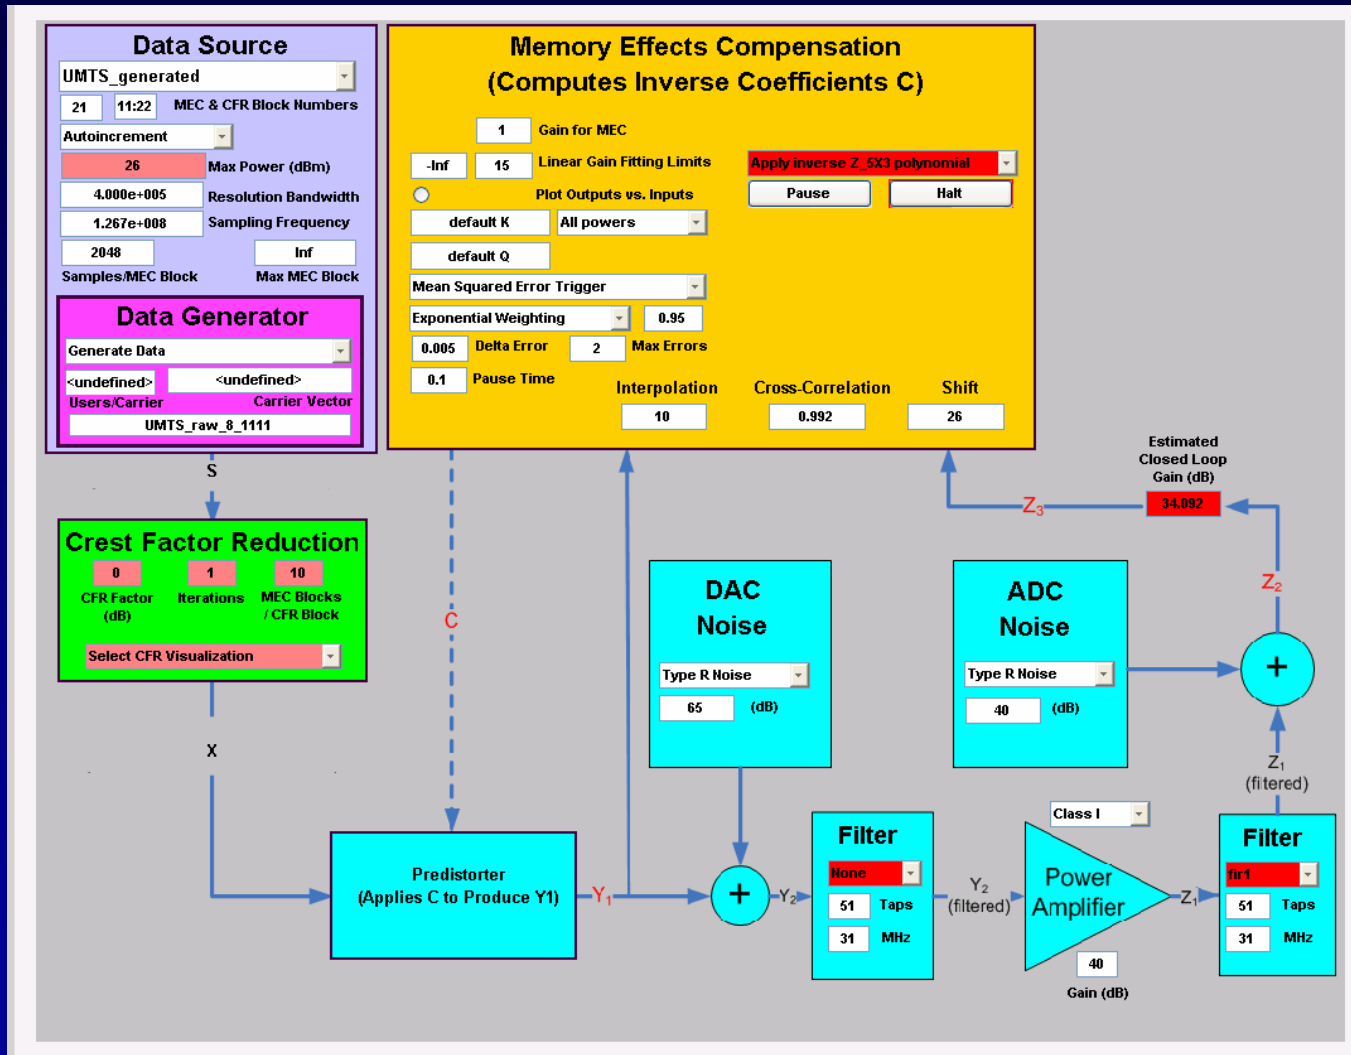 Data Source
UMTS_generated
21 11:22 MEC & CFR Block Numbers
Autoincrement
26 Max Power (dBm)
4.000e+005 Resolution Bandwidth
1.267e+008 Sampling Frequency
2048 Inf
Samples/MEC Block Max MEC Block
Data Generator
Generate Data
<undefined> <undefined>
Users/Carrier Carrier Vector
UMTS_raw_8_1111
Memory Effects Compensation
(Computes Inverse Coefficients C)
1 Gain for MEC
-Inf 15 Linear Gain Fitting Limits
Plot Outputs vs. Inputs
default K All powers
default Q
Mean Squared Error Trigger
Exponential Weighting 0.95
0.005 Delta Error 2 Max Errors
0.1 Pause Time
Apply inverse Z_5X3 polynomial
Pause Halt
Interpolation Cross-Correlation Shift
10 0.992 26
S
Crest Factor Reduction
0 1 10
CFR Factor
(dB)
Iterations
MEC Blocks
/ CFR Block
Select CFR Visualization
X
C
Predistorter
(Applies C to Produce Y1)
Y1
DAC
Noise
Type R Noise
65 (dB)
+
Y2
Filter
None
51 Taps
31 MHz
Y2
(filtered)
Class I
Power
Amplifier
40
Gain (dB)
Z1
Filter
fir1
51 Taps
31 MHz
Z1
(filtered)
ADC
Noise
Type R Noise
40 (dB)
+
Z2
Estimated
Closed Loop
Gain (dB)
34.092
Z3